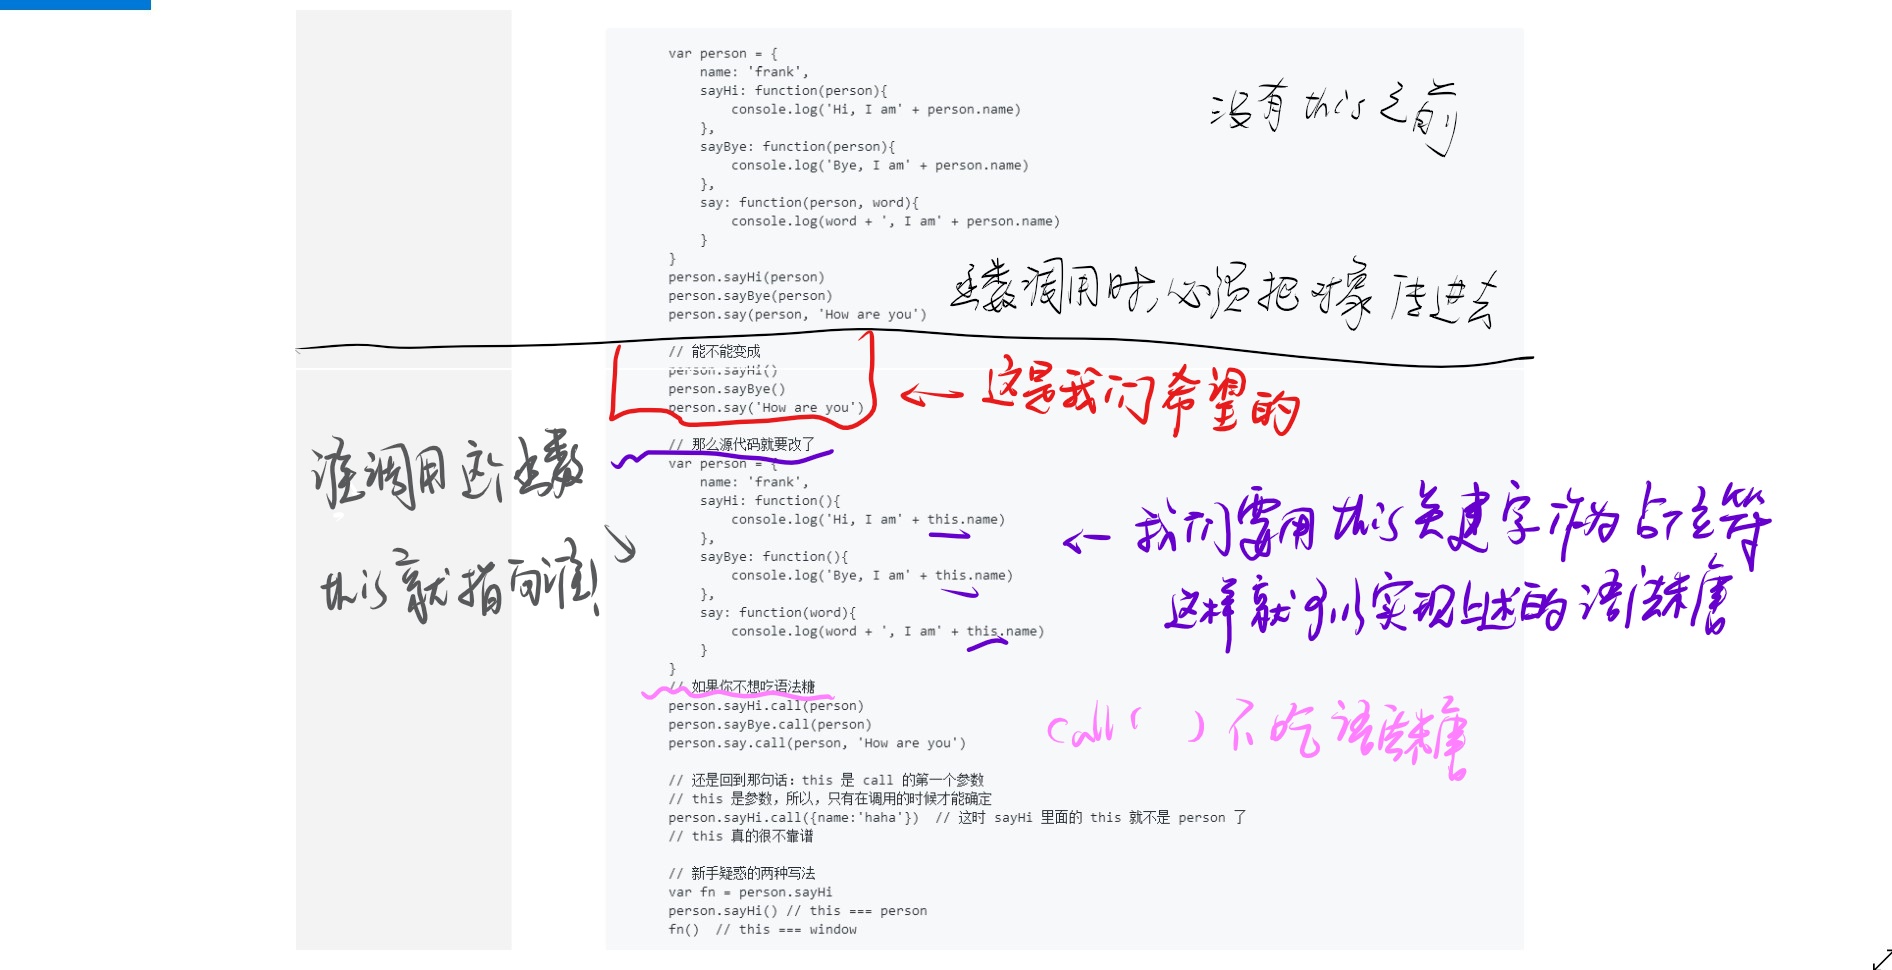 var person = {
name: 'frank',
sayHi: function(person){
没有 this 之前
console.log('Hi, I am' + person.name)
},
sayBye: function(person){
console.log('Bye, I am' + person.name)
},
say: function(person, word){
console.log(word + ', I am' + person.name)
}
}
person.sayHi(person)
person.sayBye(person)
函数调用时,必须把对象传进去
person.say(person, 'How are you')
// 能不能变成
person.sayHi()
person.sayBye()
这是我们希望的
person.say('How are you')
// 那么源代码就要改了
var person = {
谁调用这个函数
this就指向谁!
name: 'frank',
sayHi: function(){
console.log('Hi, I am' + this.name)
我们要用 this 关建字作为占位符
},
sayBye: function(){
console.log('Bye, I am' + this.name)
},
这样就可以实现上述的语法糖
say: function(word){
console.log(word + ', I am' + this.name)
}
}
// 如果你不想吃语法糖
person.sayHi.call(person)
person.sayBye.call(person)
call( )不吃语法糖
person.say.call(person, 'How are you')
// 还是回到那句话：this 是 call 的第一个参数
// this 是参数，所以，只有在调用的时候才能确定
person.sayHi.call({name:'haha'})  // 这时 sayHi 里面的 this 就不是 person 了
// this 真的很不靠谱
// 新手疑惑的两种写法
var fn = person.sayHi
person.sayHi() // this === person
fn()  // this === window